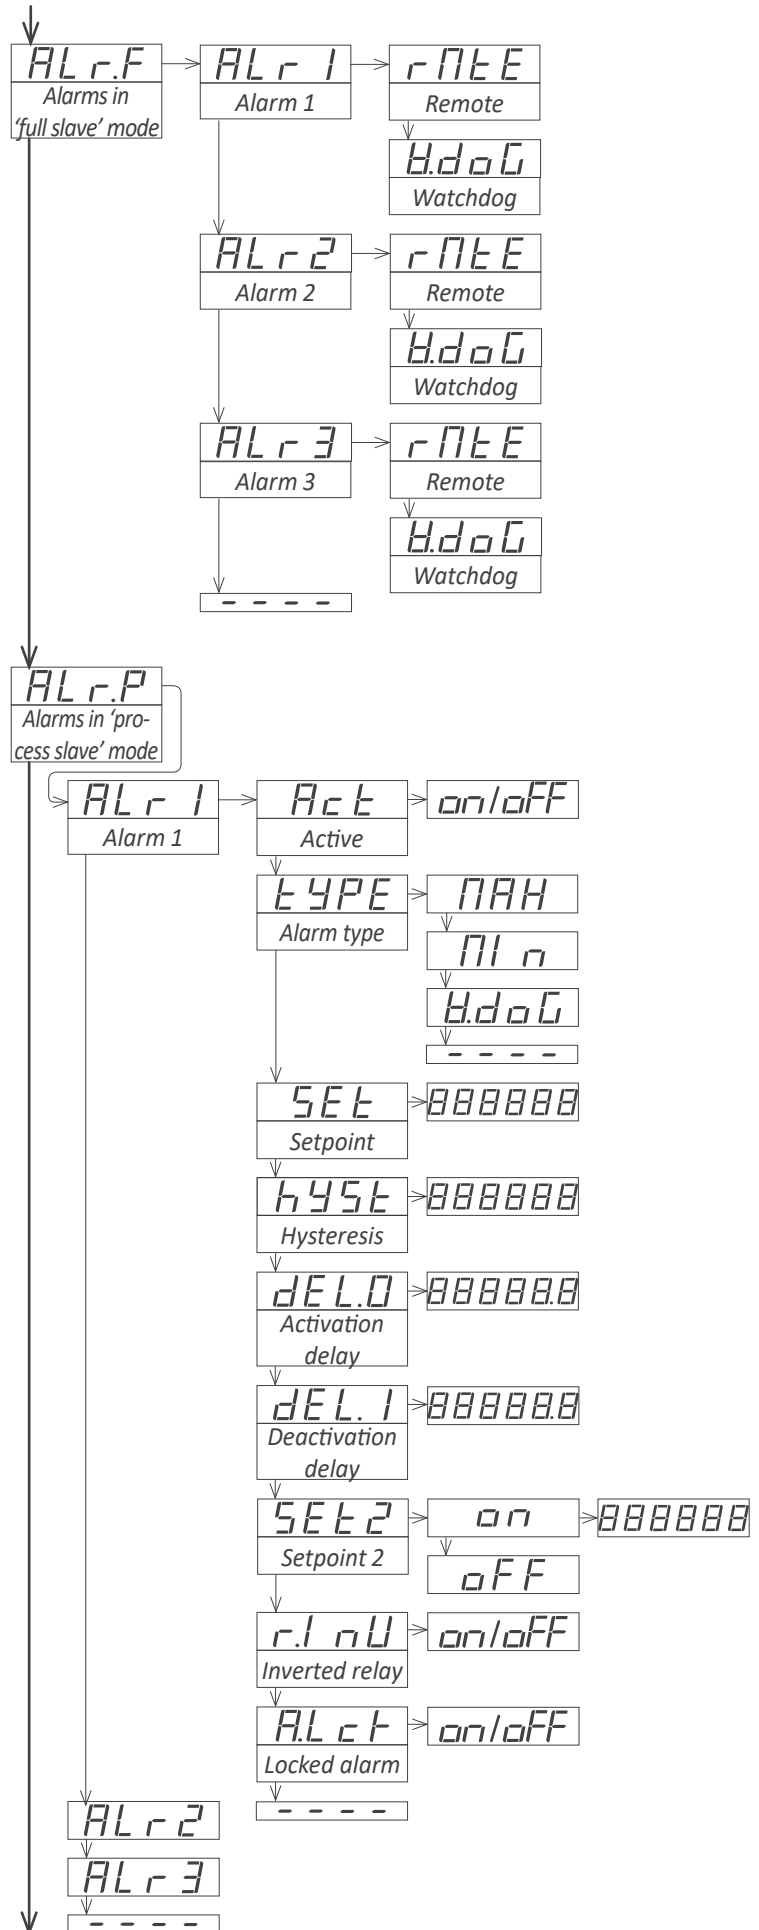 ALr.F
Alarms in
‘full slave’ mode
ALr1
Alarm 1
rMtE
Remote
W.doG
Watchdog
ALr2
Alarm 2
rMtE
Remote
W.doG
Watchdog
ALr3
Alarm 3
rMtE
Remote
W.doG
Watchdog
----
ALr.P
Alarms in ‘pro-
cess slave’ mode
ALr1
Alarm 1
Act
Active
on/oFF
tYPE
Alarm type
MAX
MIn
W.doG
----
SEt
Setpoint
888888
hYSt
Hysteresis
888888
dEL.0
Activation
delay
88888.8
dEL.1
Deactivation
delay
88888.8
SEt2
Setpoint 2
on
888888
oFF
r.InV
Inverted relay
on/oFF
A.Lck
Locked alarm
on/oFF
----
ALr2
ALr3
----